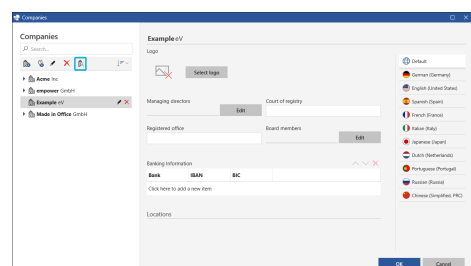 Companies
Companies
Search...
Acme Inc
empower GmbH
Example eV
Made in Office GmbH
Example eV
Logo
Select logo
Managing directors
Edit
Court of registry
Registered office
Board members
Edit
Banking Information
Bank IBAN BIC
Click here to add a new item
Locations
Default
German (Germany)
English (United States)
Spanish (Spain)
French (France)
Italian (Italy)
Japanese (Japan)
Dutch (Netherlands)
Portuguese (Portugal)
Russian (Russia)
Chinese (Simplified, PRC)
OK Cancel